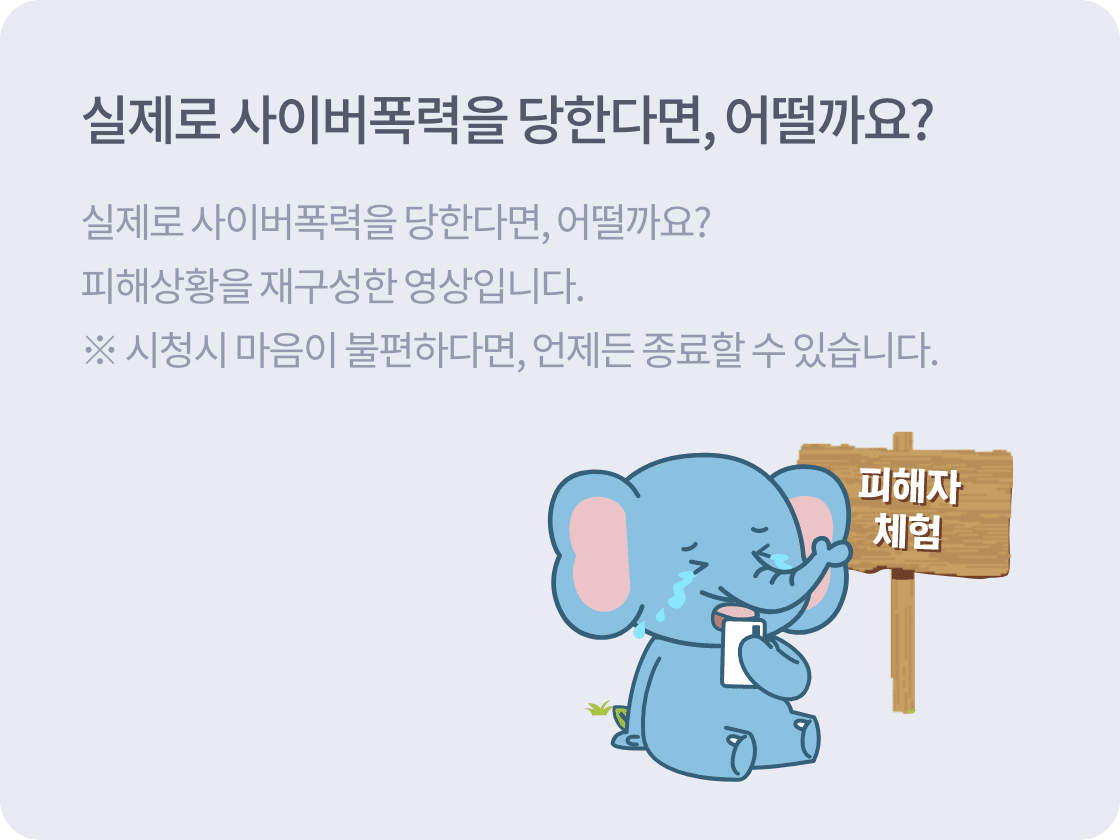 실제로 사이버폭력을 당한다면, 어떨까요?
실제로 사이버폭력을 당한다면, 어떨까요?
피해상황을 재구성한 영상입니다.
※ 시청시 마음이 불편하다면, 언제든 종료할 수 있습니다.
피해자
체험